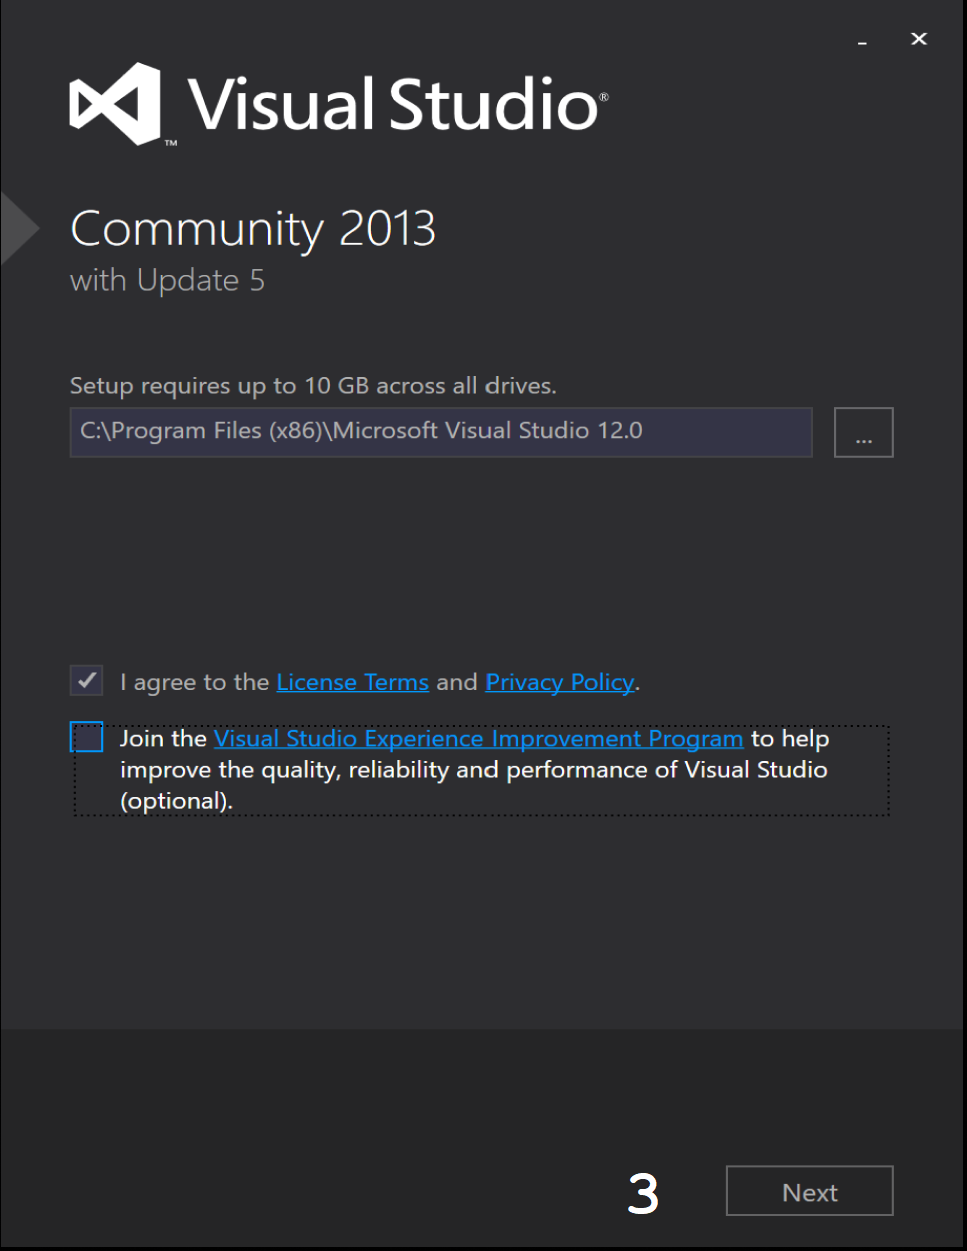 Visual Studio®
™
Community 2013
with Update 5
Setup requires up to 10 GB across all drives.
C:\Program Files (x86)\Microsoft Visual Studio 12.0
...
I agree to the License Terms and Privacy Policy.
Join the Visual Studio Experience Improvement Program to help
improve the quality, reliability and performance of Visual Studio
(optional).
3
Next